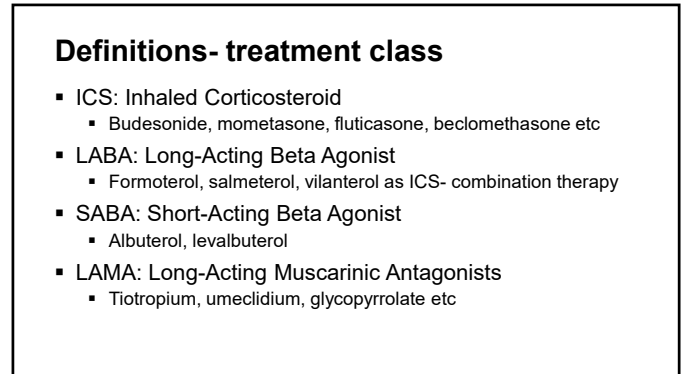 Definitions- treatment class
▪ ICS: Inhaled Corticosteroid
▪ Budesonide, mometasone, fluticasone, beclomethasone etc
▪ LABA: Long-Acting Beta Agonist
▪ Formoterol, salmeterol, vilanterol as ICS- combination therapy
▪ SABA: Short-Acting Beta Agonist
▪ Albuterol, levalbuterol
▪ LAMA: Long-Acting Muscarinic Antagonists
▪ Tiotropium, umeclidium, glycopyrrolate etc